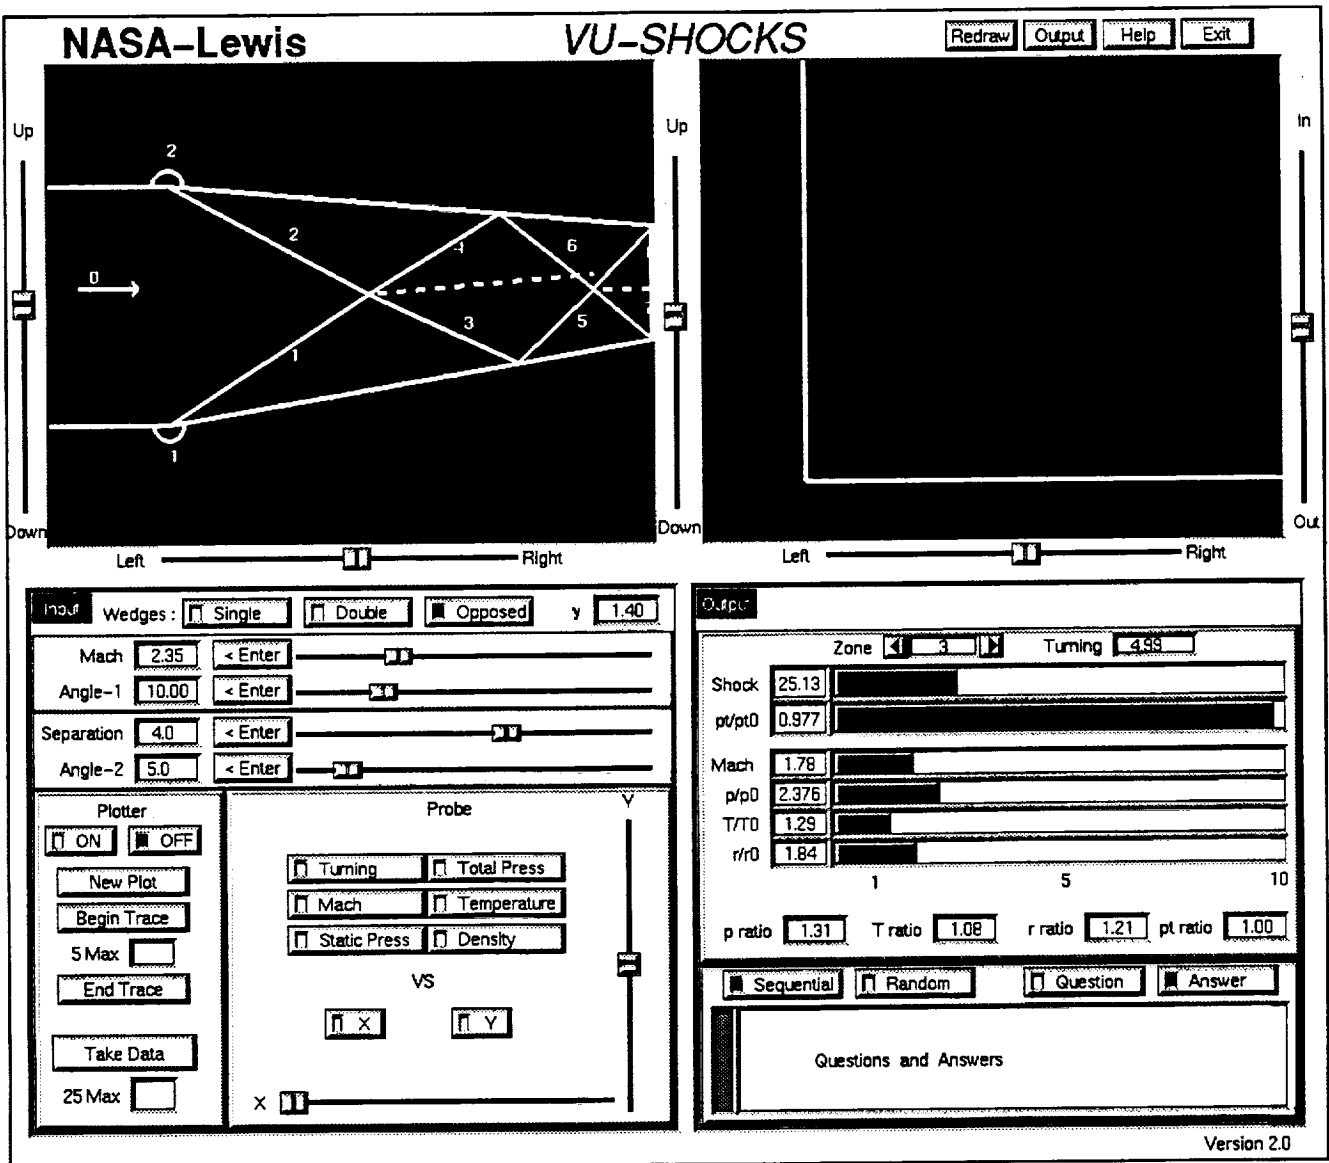 NASA-Lewis
VU-SHOCKS
Redraw Output Help Exit
Up
Up
In
2
2
4
6
0
3
5
1
1
Down
Down
Out
Left Right
Left Right
Input Wedges : Single Double Opposed γ 1.40
Mach 2.35 < Enter
Angle-1 10.00 < Enter
Separation 4.0 < Enter
Angle-2 5.0 < Enter
Plotter
ON OFF
New Plot
Begin Trace
5 Max
End Trace
Take Data
25 Max
Probe
Y
Turning Total Press
Mach Temperature
Static Press Density
VS
X Y
X
Output
Zone 3 Turning 4.99
Shock 25.13
pt/pt0 0.977
Mach 1.78
p/p0 2.376
T/T0 1.29
r/r0 1.84
1 5 10
p ratio 1.31 T ratio 1.08 r ratio 1.21 pt ratio 1.00
Sequential Random Question Answer
Questions and Answers
Version 2.0